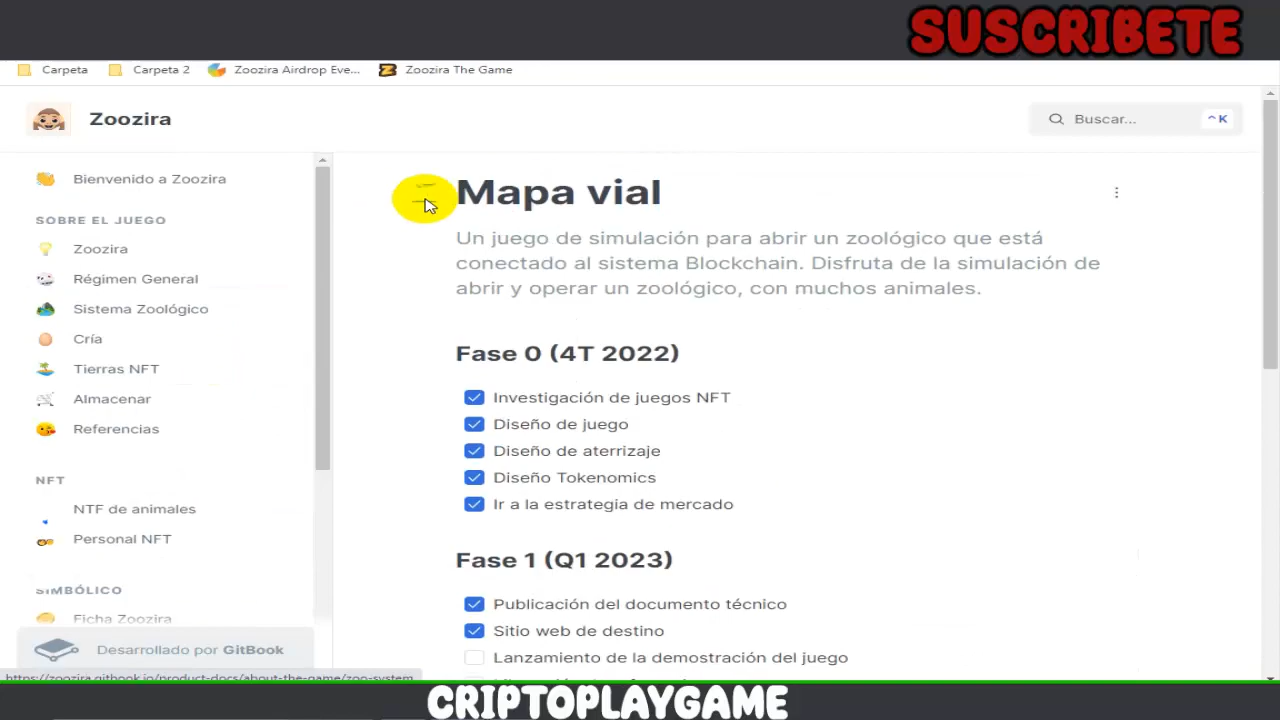 SUSCRIBETE
Carpeta
Carpeta 2
Zoozira Airdrop Eve...
Zoozira The Game
Zoozira
Buscar...
^K
Bienvenido a Zoozira
SOBRE EL JUEGO
Zoozira
Régimen General
Sistema Zoológico
Cría
Tierras NFT
Almacenar
Referencias
NFT
NTF de animales
Personal NFT
SIMBÓLICO
Ficha Zoozira
Desarrollado por GitBook
https://zoozira.gitbook.io/product-docs/about-the-game/zoo-system
Mapa vial
Un juego de simulación para abrir un zoológico que está
conectado al sistema Blockchain. Disfruta de la simulación de
abrir y operar un zoológico, con muchos animales.
Fase 0 (4T 2022)
Investigación de juegos NFT
Diseño de juego
Diseño de aterrizaje
Diseño Tokenomics
Ir a la estrategia de mercado
Fase 1 (Q1 2023)
Publicación del documento técnico
Sitio web de destino
Lanzamiento de la demostración del juego
CRIPTOPLAYGAME